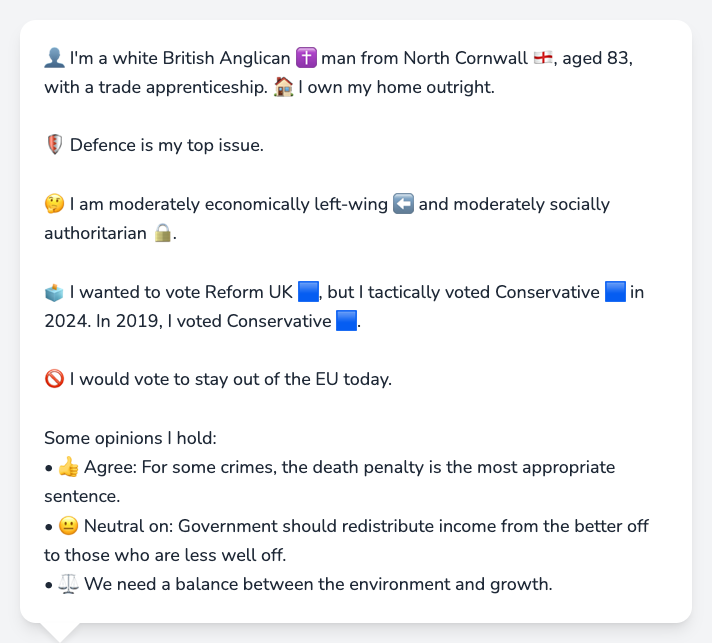 👤 I'm a white British Anglican ✝️ man from North Cornwall 🏴󠁧󠁢󠁥󠁮󠁧󠁿, aged 83,
with a trade apprenticeship. 🏠 I own my home outright.
🛡️ Defence is my top issue.
🤔 I am moderately economically left-wing ⬅️ and moderately socially
authoritarian 🔒.
🗳️ I wanted to vote Reform UK 🟦, but I tactically voted Conservative 🟦 in
2024. In 2019, I voted Conservative 🟦.
🚫 I would vote to stay out of the EU today.
Some opinions I hold:
• 👍 Agree: For some crimes, the death penalty is the most appropriate
sentence.
• 😐 Neutral on: Government should redistribute income from the better off
to those who are less well off.
• ⚖️ We need a balance between the environment and growth.